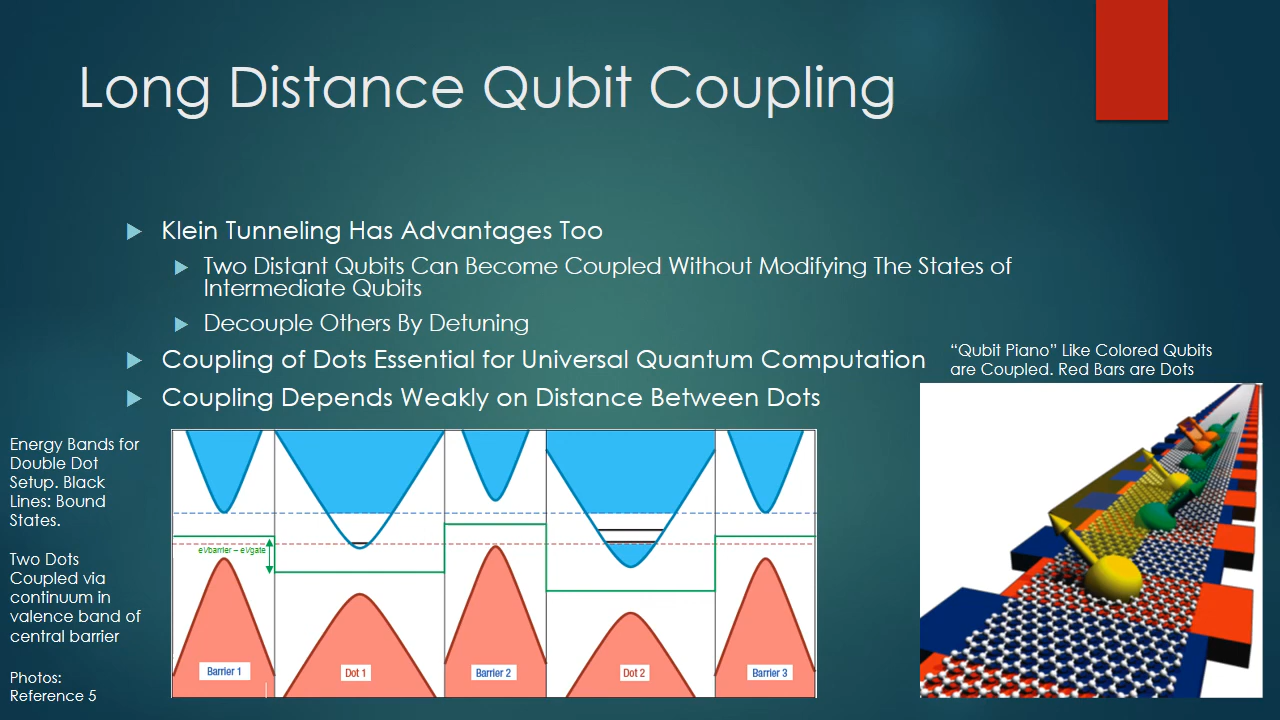 Long Distance Qubit Coupling
Klein Tunneling Has Advantages Too
Two Distant Qubits Can Become Coupled Without Modifying The States of
Intermediate Qubits
Decouple Others By Detuning
Coupling of Dots Essential for Universal Quantum Computation
Coupling Depends Weakly on Distance Between Dots
"Qubit Piano" Like Colored Qubits
are Coupled. Red Bars are Dots
Energy Bands for
Double Dot
Setup. Black
Lines: Bound
States.
Two Dots
Coupled via
continuum in
valence band of
central barrier
Photos:
Reference 5
eVbarrier – eVgate
Barrier 1
Dot 1
Barrier 2
Dot 2
Barrier 3